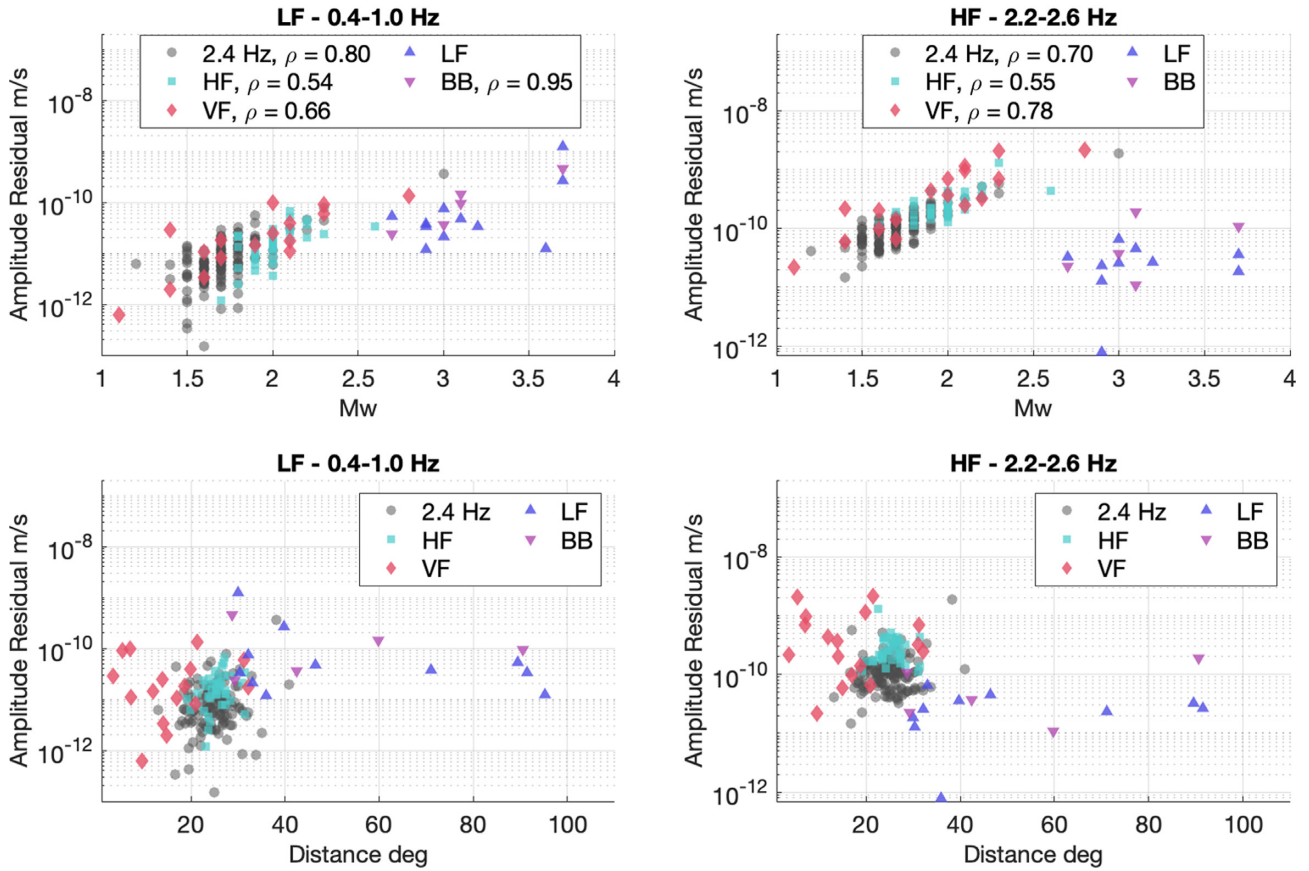 LF - 0.4-1.0 Hz
2.4 Hz, ρ = 0.80
HF, ρ = 0.54
VF, ρ = 0.66
LF
BB, ρ = 0.95
Amplitude Residual m/s
10⁻⁸
10⁻¹⁰
10⁻¹²
1 1.5 2 2.5 3 3.5 4
Mw
HF - 2.2-2.6 Hz
2.4 Hz, ρ = 0.70
HF, ρ = 0.55
VF, ρ = 0.78
LF
BB
Amplitude Residual m/s
10⁻⁸
10⁻¹⁰
10⁻¹²
1 1.5 2 2.5 3 3.5 4
Mw
LF - 0.4-1.0 Hz
2.4 Hz
HF
VF
LF
BB
Amplitude Residual m/s
10⁻⁸
10⁻¹⁰
10⁻¹²
20 40 60 80 100
Distance deg
HF - 2.2-2.6 Hz
2.4 Hz
HF
VF
LF
BB
Amplitude Residual m/s
10⁻⁸
10⁻¹⁰
10⁻¹²
20 40 60 80 100
Distance deg